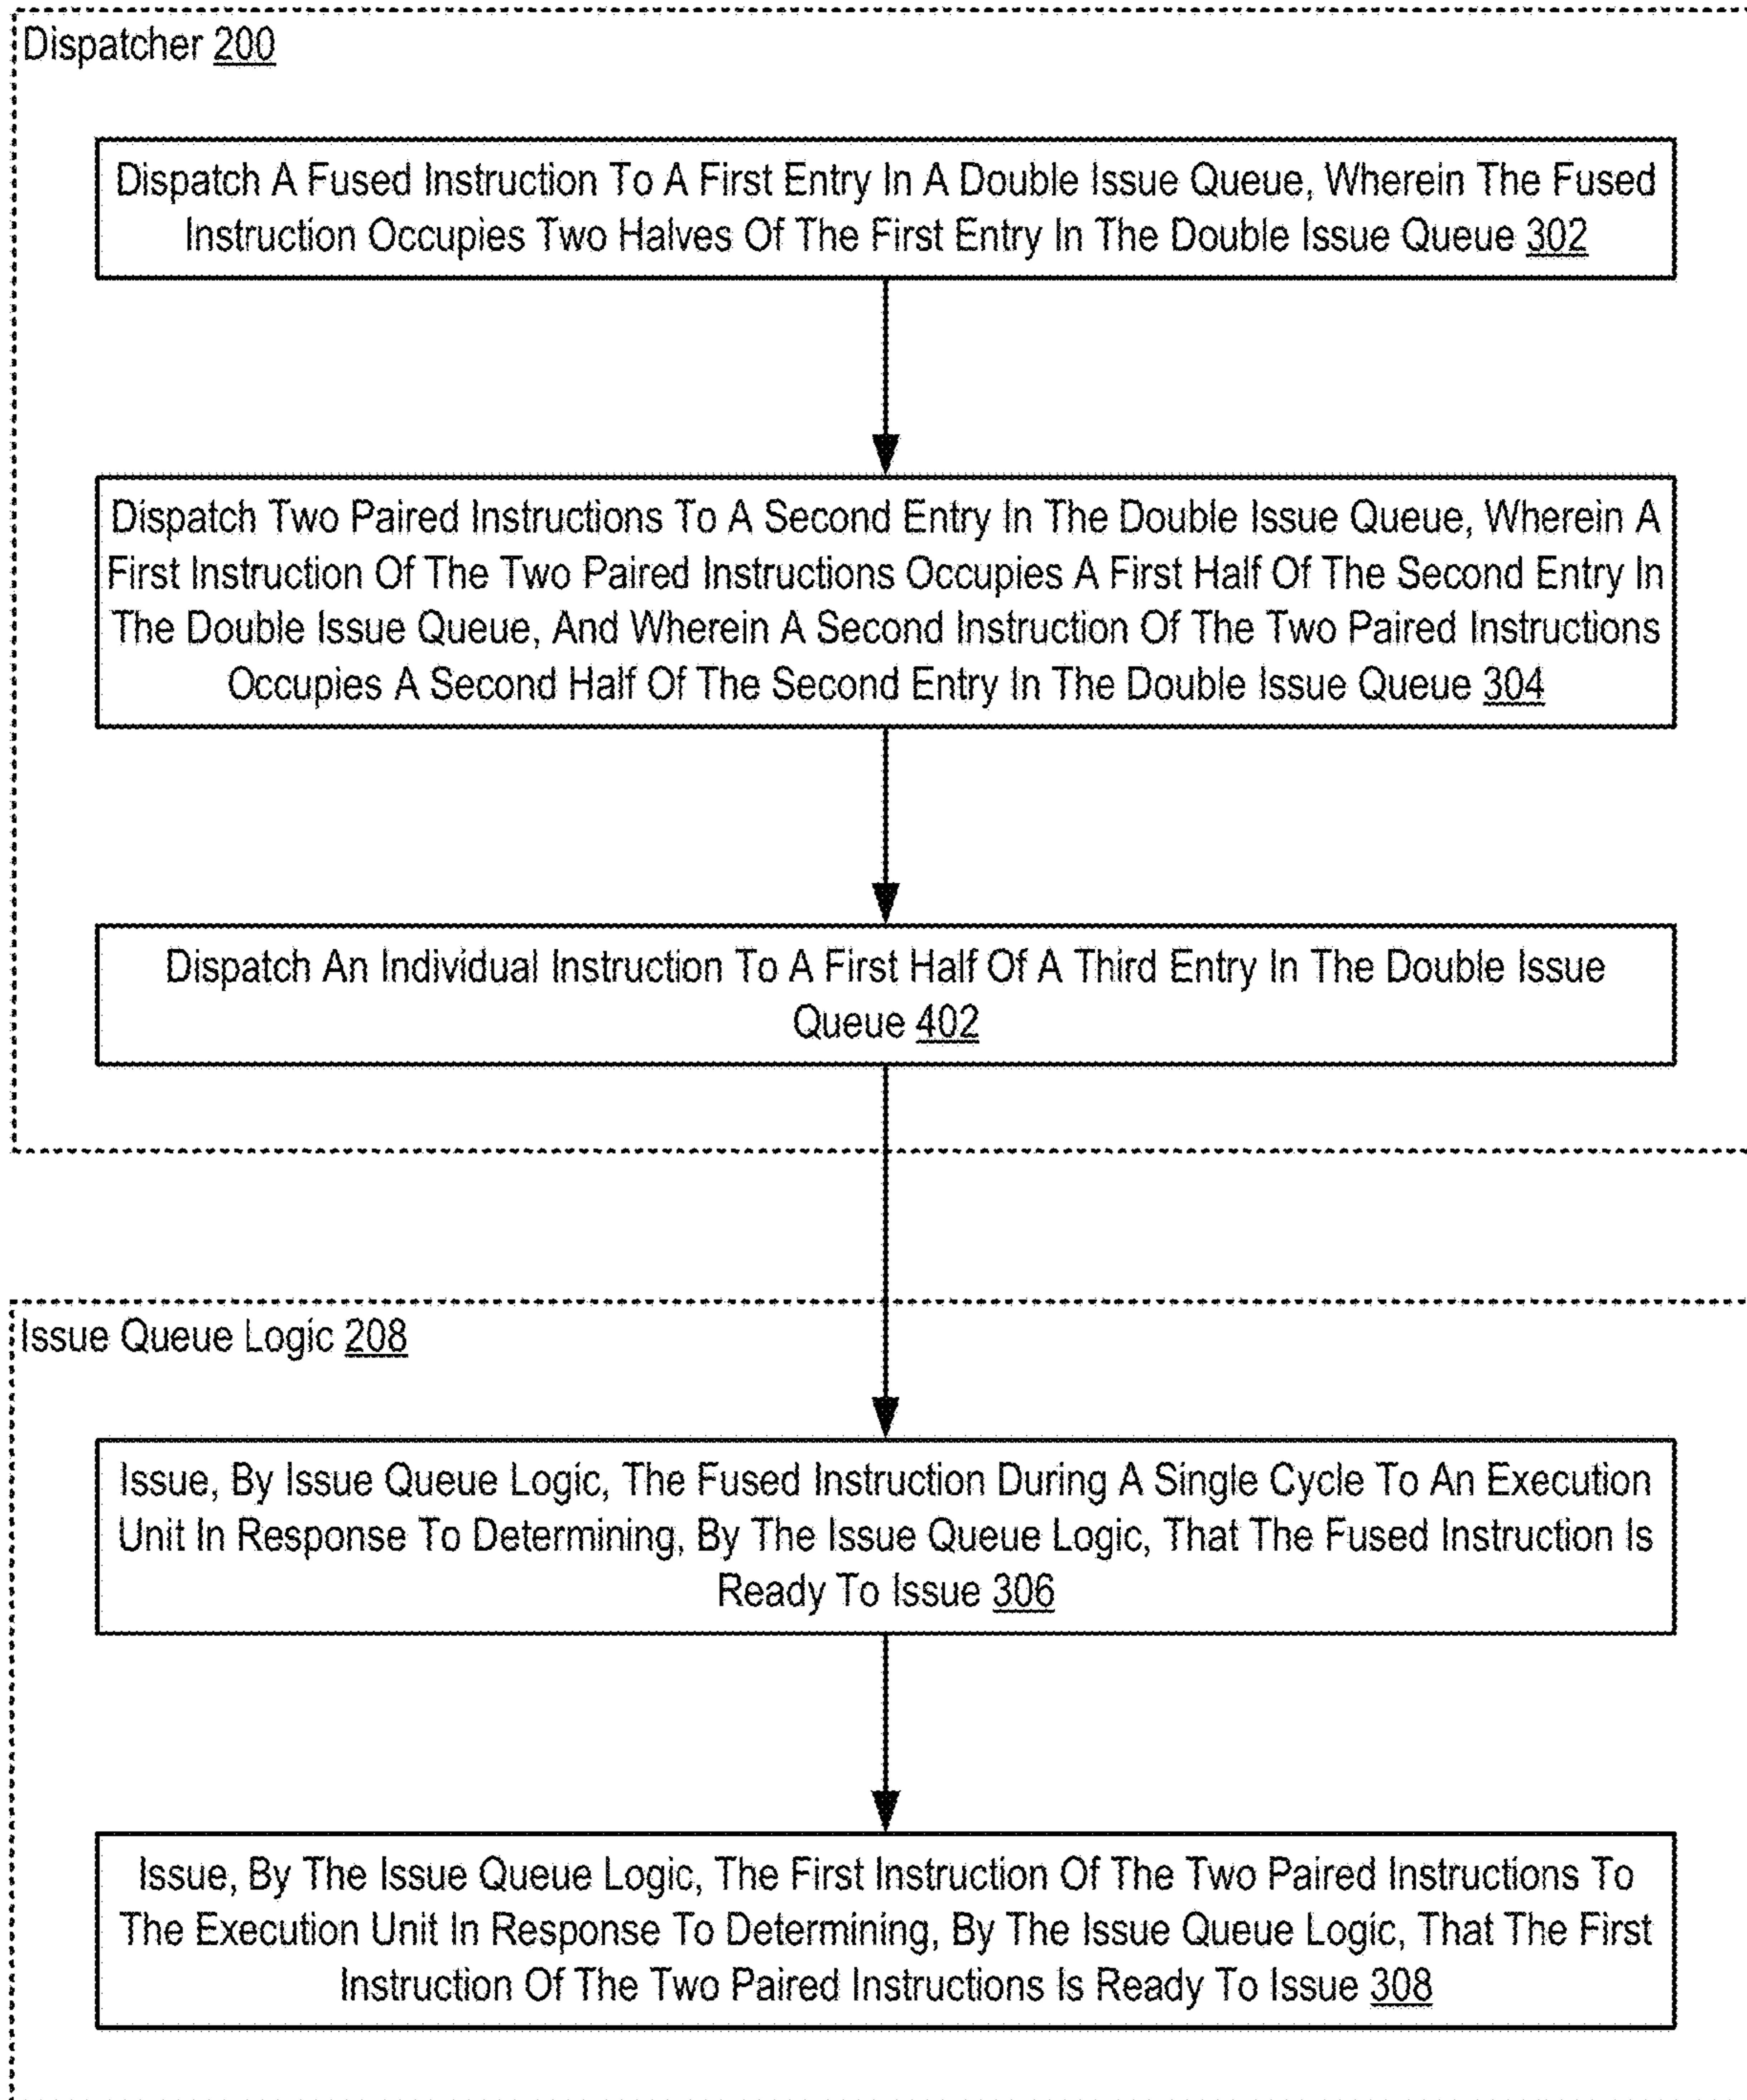 Dispatcher 200
Dispatch A Fused Instruction To A First Entry In A Double Issue Queue, Wherein The Fused
Instruction Occupies Two Halves Of The First Entry In The Double Issue Queue 302
Dispatch Two Paired Instructions To A Second Entry In The Double Issue Queue, Wherein A
First Instruction Of The Two Paired Instructions Occupies A First Half Of The Second Entry In
The Double Issue Queue, And Wherein A Second Instruction Of The Two Paired Instructions
Occupies A Second Half Of The Second Entry In The Double Issue Queue 304
Dispatch An Individual Instruction To A First Half Of A Third Entry In The Double Issue
Queue 402
Issue Queue Logic 208
Issue, By Issue Queue Logic, The Fused Instruction During A Single Cycle To An Execution
Unit In Response To Determining, By The Issue Queue Logic, That The Fused Instruction Is
Ready To Issue 306
Issue, By The Issue Queue Logic, The First Instruction Of The Two Paired Instructions To
The Execution Unit In Response To Determining, By The Issue Queue Logic, That The First
Instruction Of The Two Paired Instructions Is Ready To Issue 308